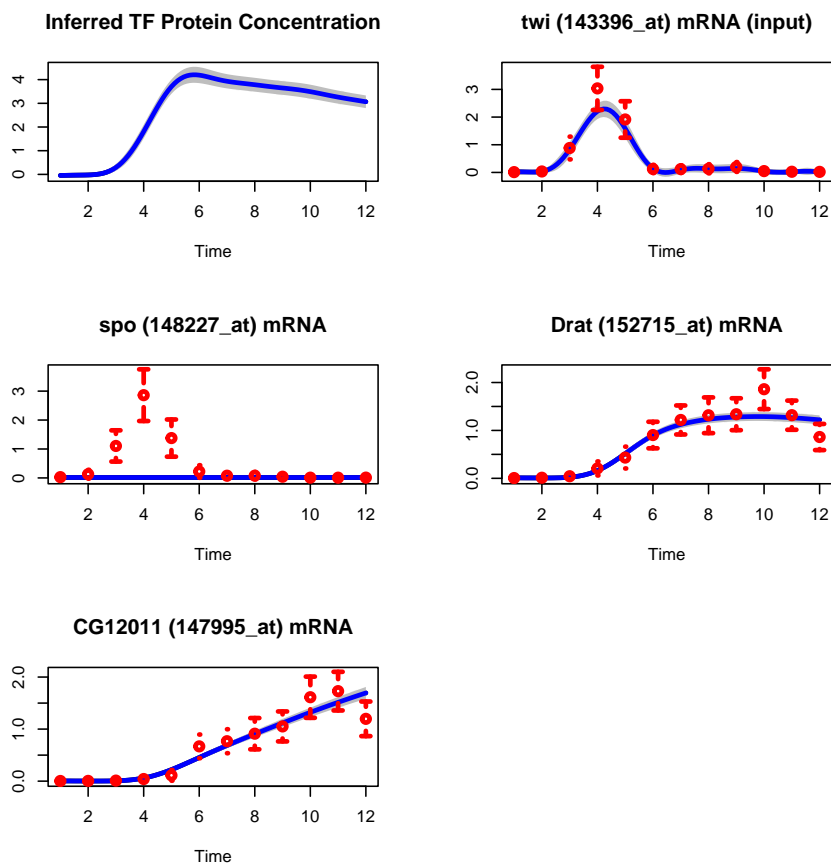 Inferred TF Protein Concentration
4
3
2
1
0
2 4 6 8 10 12
Time
twi (143396_at) mRNA (input)
3
2
1
0
2 4 6 8 10 12
Time
spo (148227_at) mRNA
3
2
1
0
2 4 6 8 10 12
Time
Drat (152715_at) mRNA
2.0
1.0
0.0
2 4 6 8 10 12
Time
CG12011 (147995_at) mRNA
2.0
1.0
0.0
2 4 6 8 10 12
Time